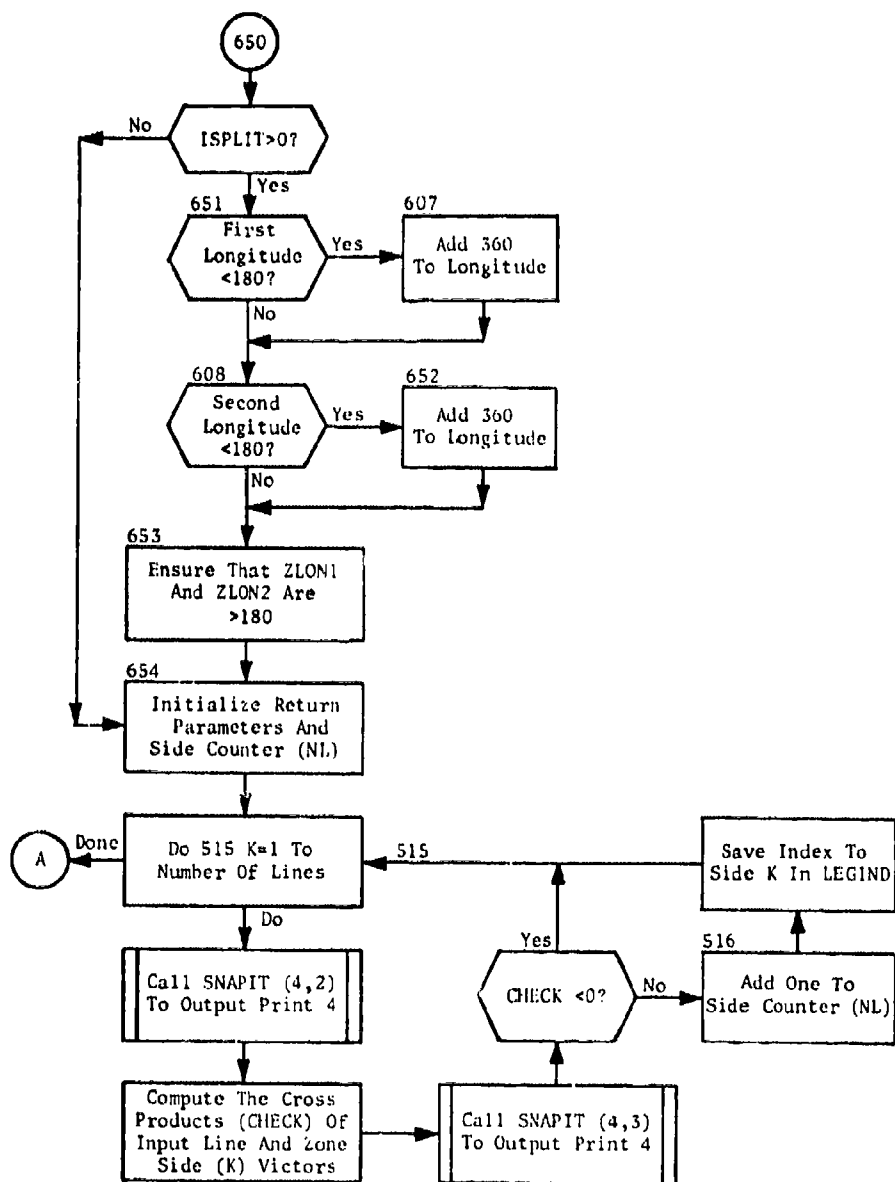 650
ISPLIT>0?
No
Yes
651
First
Longitude
<180?
Yes
607
Add 360
To Longitude
No
608
Second
Longitude
<180?
Yes
652
Add 360
To Longitude
No
653
Ensure That ZLON1
And ZLON2 Are
>180
654
Initialize Return
Parameters And
Side Counter (NL)
A
Done
Do 515 K=1 To
Number Of Lines
515
Save Index To
Side K In LEGIND
Do
Yes
516
Call SNAPIT (4,2)
To Output Print 4
CHECK <0?
No
Add One To
Side Counter (NL)
Compute The Cross
Products (CHECK) Of
Input Line And Zone
Side (K) Victors
Call SNAPIT (4,3)
To Output Print 4